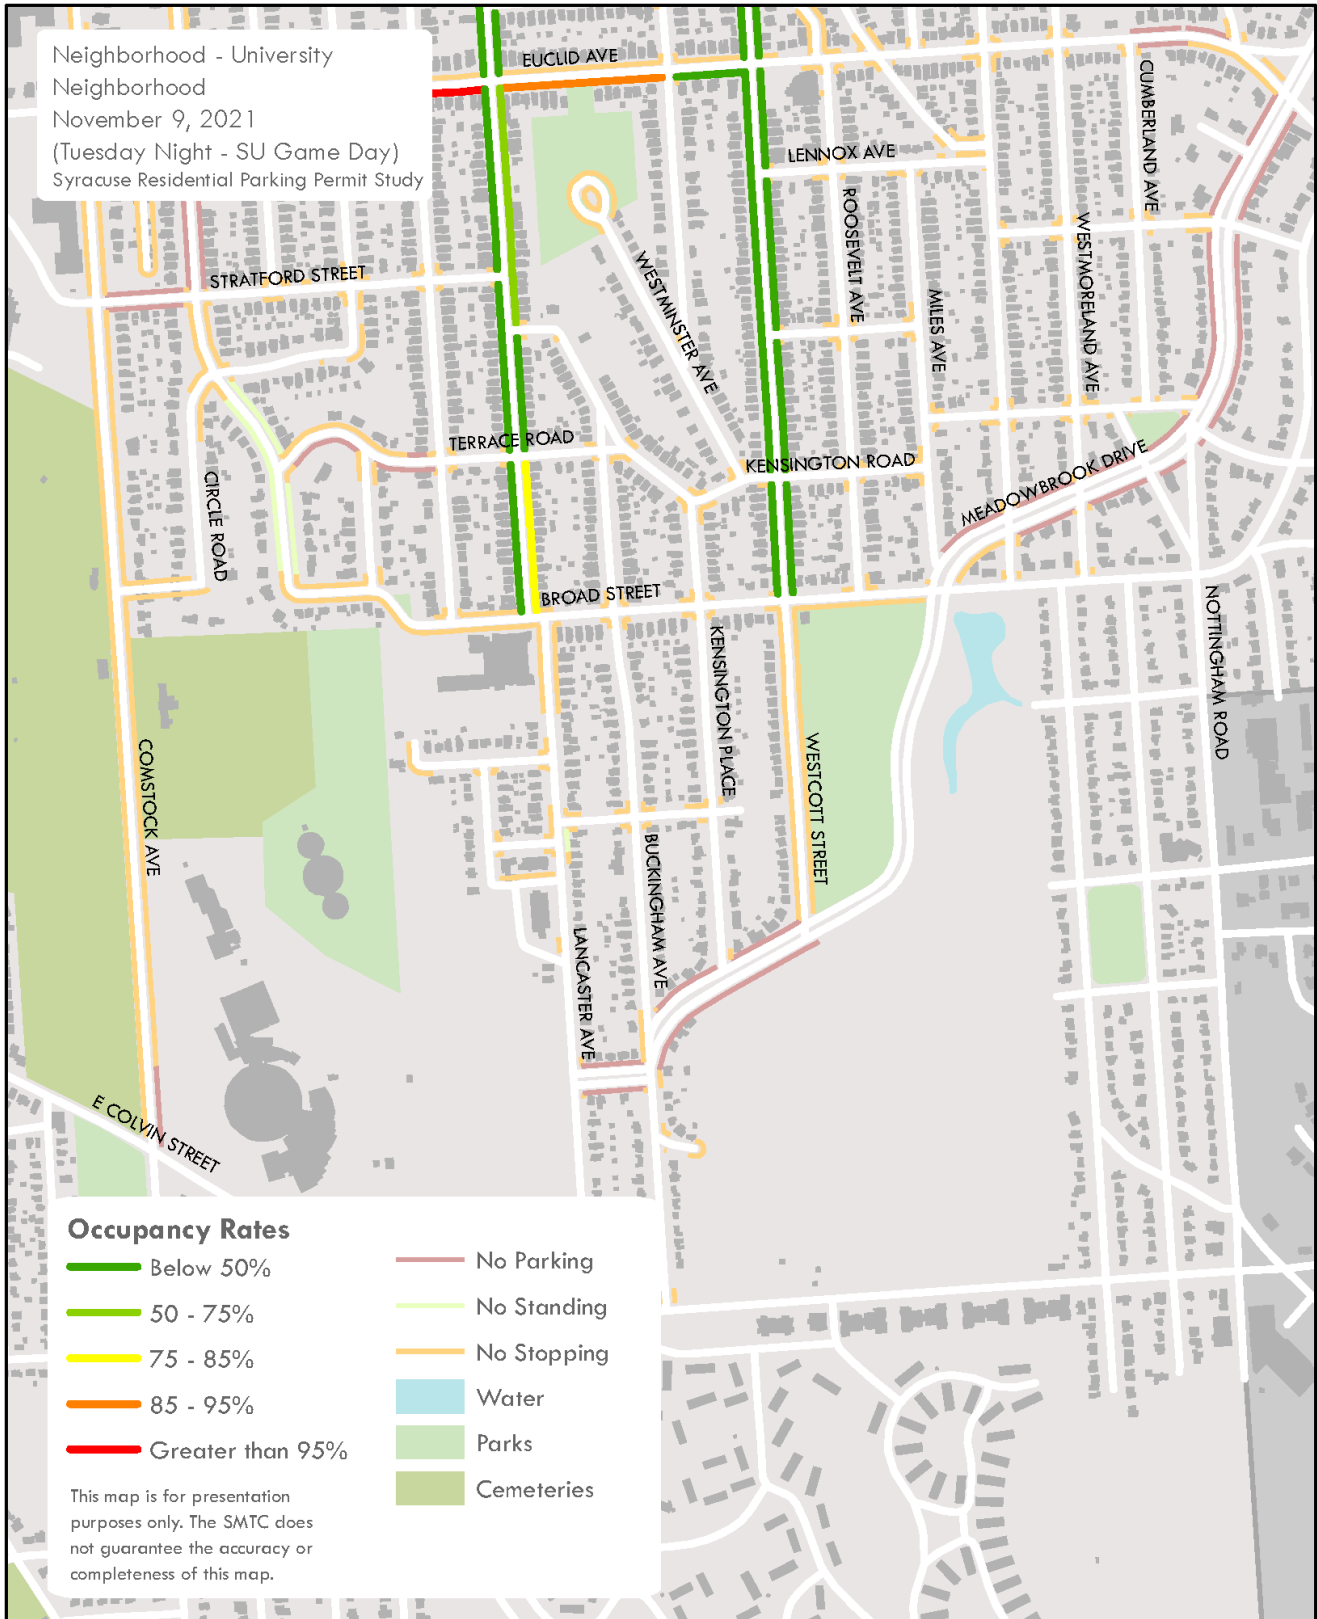 Neighborhood - University
Neighborhood
November 9, 2021
(Tuesday Night - SU Game Day)
Syracuse Residential Parking Permit Study
EUCLID AVE
CUMBERLAND AVE
LENNOX AVE
ROOSEVELT AVE
WESTMORELAND AVE
STRATFORD STREET
WESTMINSTER AVE
MILES AVE
TERRACE ROAD
KENSINGTON ROAD
MEADOWBROOK DRIVE
CIRCLE ROAD
BROAD STREET
NOTTINGHAM ROAD
KENSINGTON PLACE
COMSTOCK AVE
WESTCOTT STREET
BUCKINGHAM AVE
LANCASTER AVE
E COLVIN STREET
Occupancy Rates
Below 50%
50 - 75%
75 - 85%
85 - 95%
Greater than 95%
No Parking
No Standing
No Stopping
Water
Parks
Cemeteries
This map is for presentation
purposes only. The SMTC does
not guarantee the accuracy or
completeness of this map.